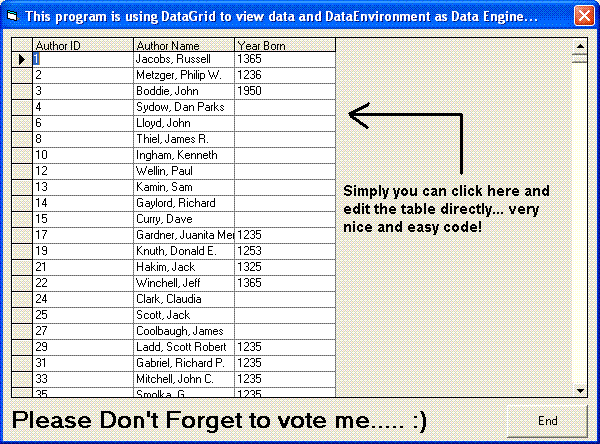 This program is using DataGrid to view data and DataEnvironment as Data Engine...
Author ID Author Name Year Born
1 Jacobs, Russell 1365
2 Metzger, Philip W. 1236
3 Boddie, John 1950
4 Sydow, Dan Parks
6 Lloyd, John
8 Thiel, James R.
10 Ingham, Kenneth
12 Wellin, Paul
13 Kamin, Sam
14 Gaylord, Richard
15 Curry, Dave
17 Gardner, Juanita Mer 1235
19 Knuth, Donald E. 1253
21 Hakim, Jack 1325
22 Winchell, Jeff 1365
24 Clark, Claudia
25 Scott, Jack
27 Coolbaugh, James
29 Ladd, Scott Robert 1235
31 Gabriel, Richard P. 1235
33 Mitchell, John C. 1235
35 Smolka, G 1235
Simply you can click here and
edit the table directly... very
nice and easy code!
Please Don't Forget to vote me..... :)
End